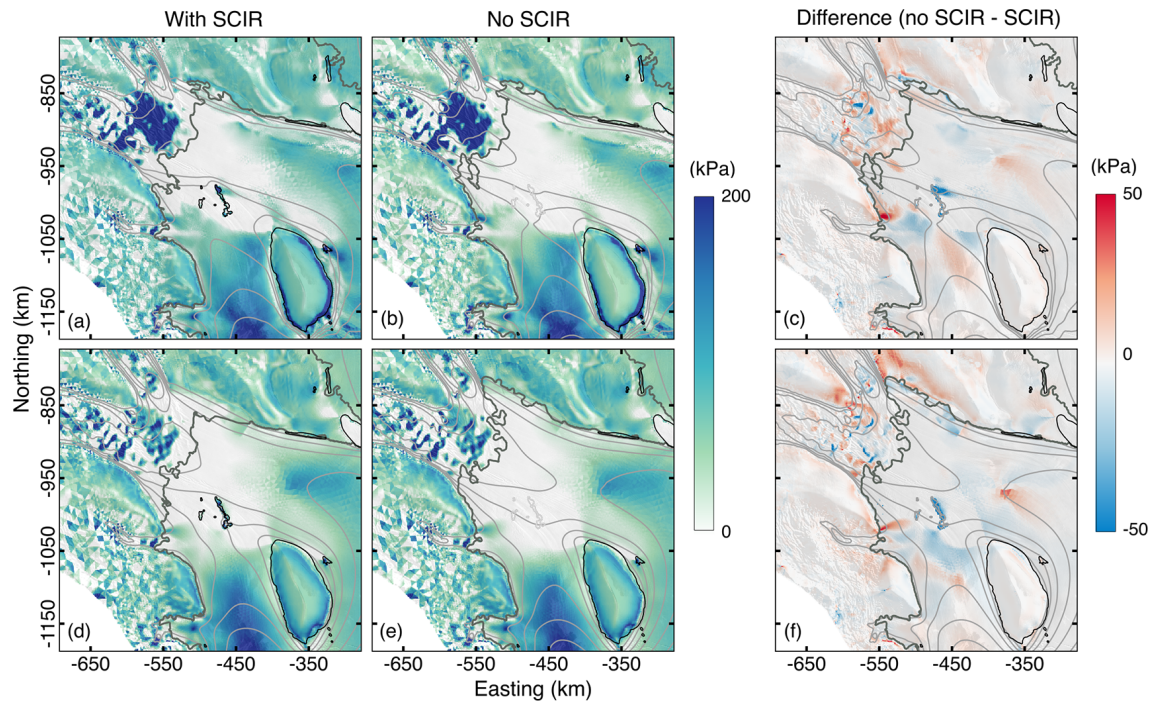 With SCIR
No SCIR
Difference (no SCIR - SCIR)
-850
-950
-1050
-1150
(a)
(b)
(c)
(kPa)
200
0
(kPa)
50
0
-50
Northing (km)
-850
-950
-1050
-1150
(d)
(e)
(f)
-650 -550 -450 -350
-650 -550 -450 -350
-650 -550 -450 -350
Easting (km)